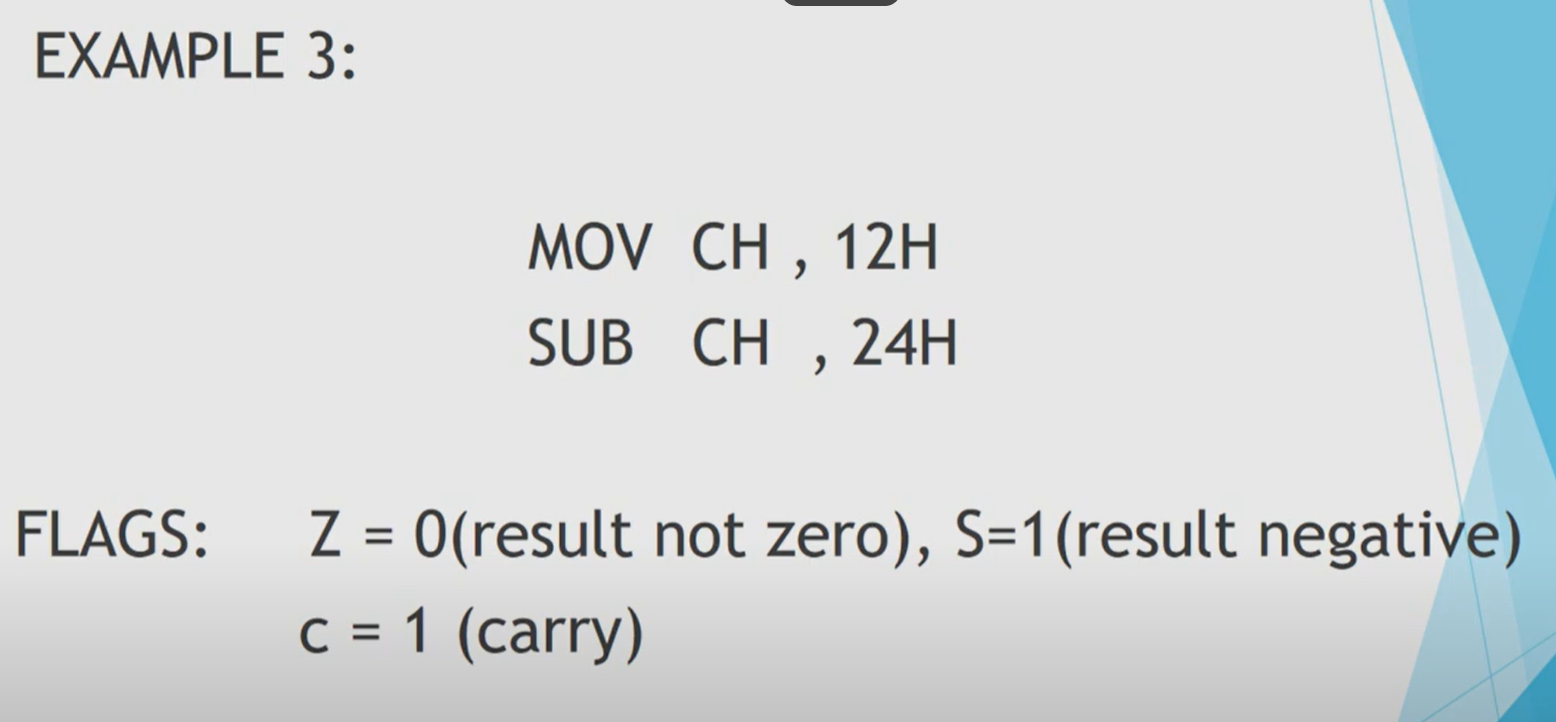 EXAMPLE 3:
MOV CH , 12H
SUB CH , 24H
FLAGS: Z = 0(result not zero), S=1(result negative)
c = 1 (carry)